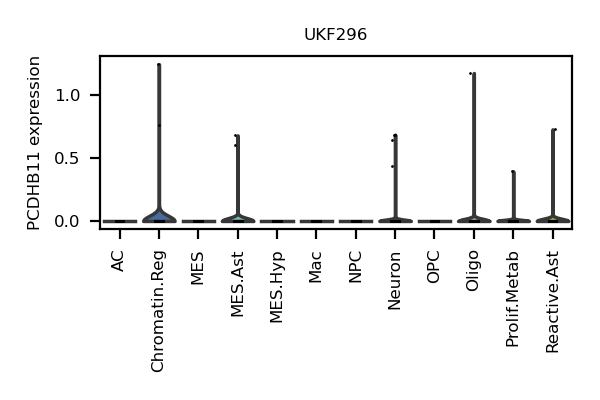 UKF296
PCDHB11 expression
1.0
0.5
0.0
AC
Chromatin.Reg
MES
MES.Ast
MES.Hyp
Mac
NPC
Neuron
OPC
Oligo
Prolif.Metab
Reactive.Ast